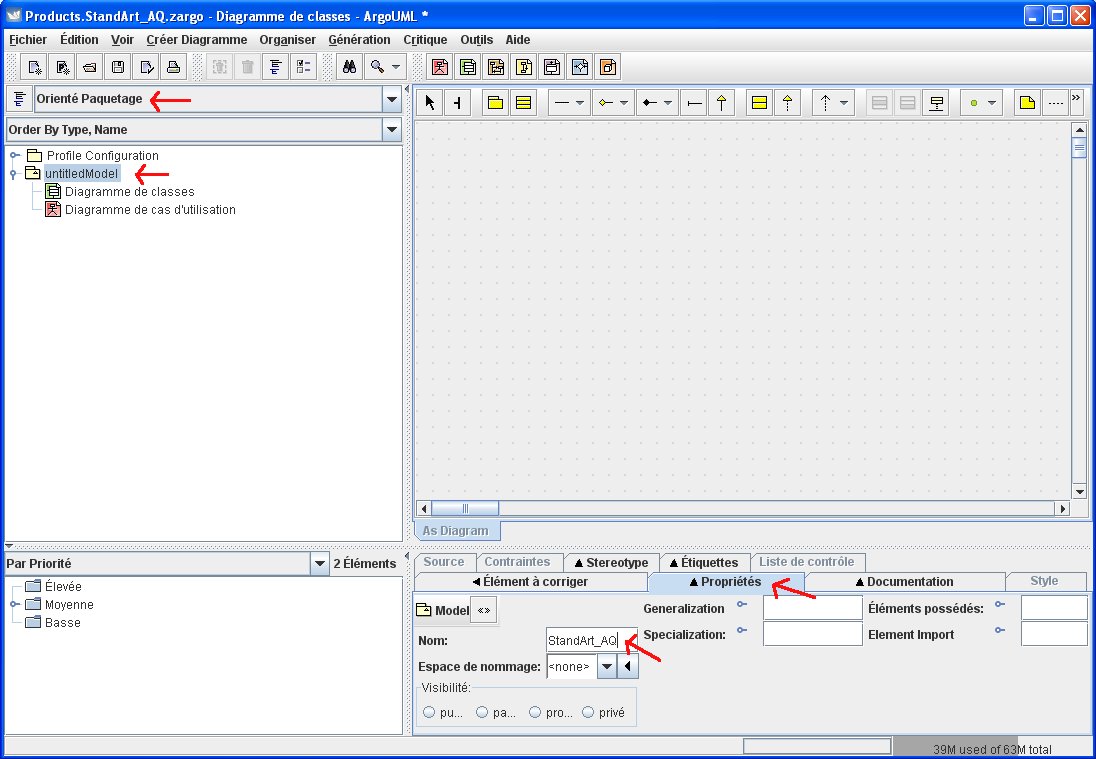 Products.StandArt_AQ.zargo - Diagramme de classes - ArgoUML *
Fichier Édition Voir Créer Diagramme Organiser Génération Critique Outils Aide
Orienté Paquetage
Order By Type, Name
Profile Configuration
untitledModel
Diagramme de classes
Diagramme de cas d'utilisation
As Diagram
Par Priorité 2 Éléments
Élevée
Moyenne
Basse
Source Contraintes ▲ Stereotype ▲ Étiquettes Liste de contrôle
◀ Élément à corriger ▲ Propriétés ▲ Documentation Style
Model «» Generalization Éléments possédés:
Nom: StandArt_AQ Specialization: Element Import
Espace de nommage: <none>
Visibilité:
pu... pa... pro... privé
39M used of 63M total